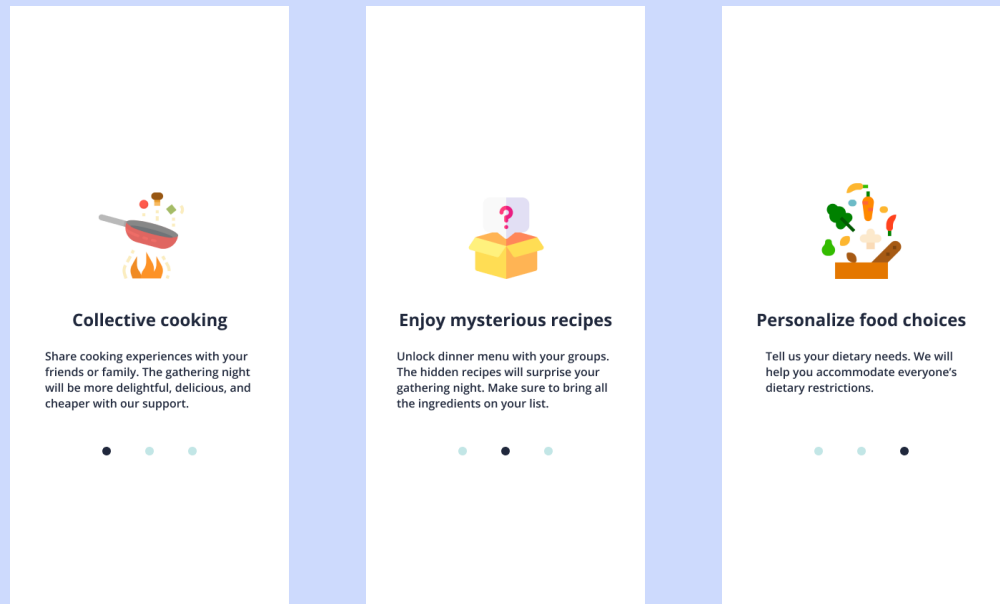 Collective cooking
Share cooking experiences with your
friends or family. The gathering night
will be more delightful, delicious, and
cheaper with our support.
?
Enjoy mysterious recipes
Unlock dinner menu with your groups.
The hidden recipes will surprise your
gathering night. Make sure to bring all
the ingredients on your list.
Personalize food choices
Tell us your dietary needs. We will
help you accommodate everyone’s
dietary restrictions.